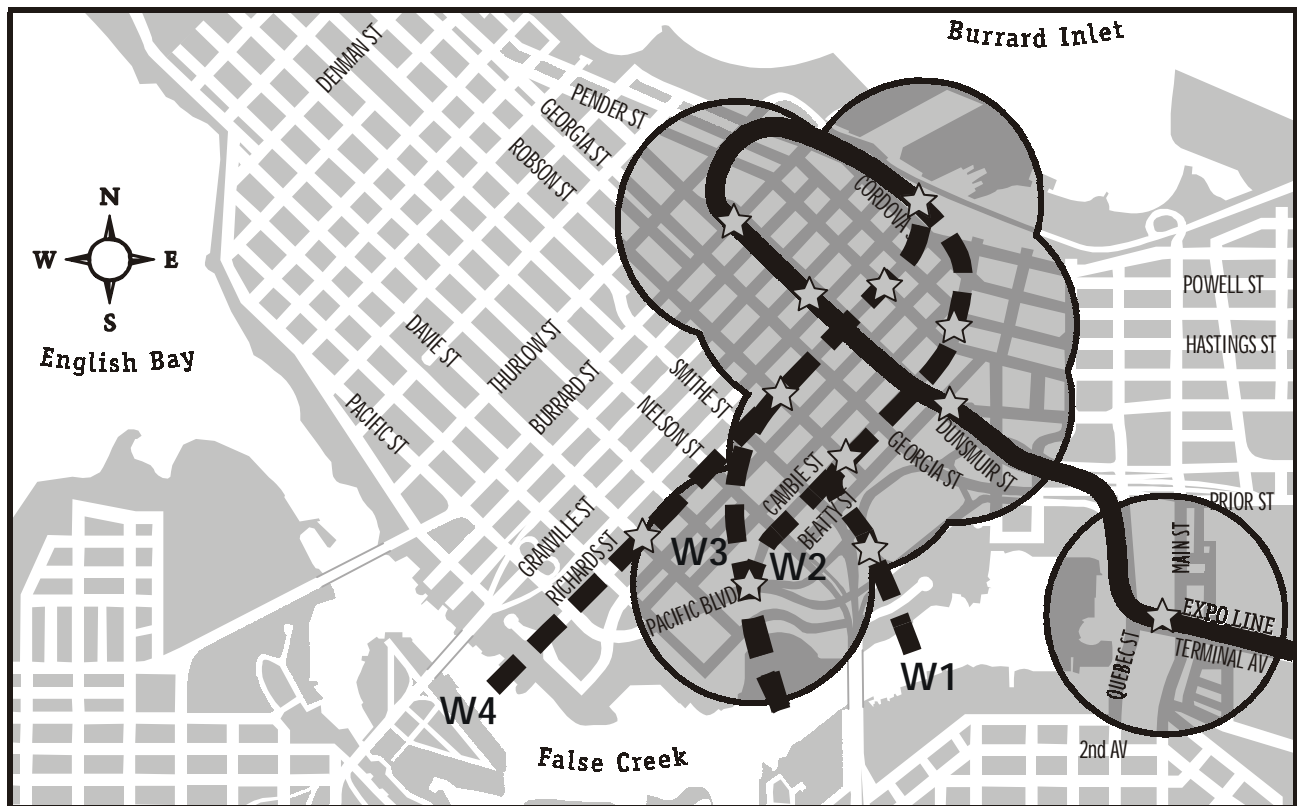 Burrard Inlet
DENMAN ST
PENDER ST
GEORGIA ST
ROBSON ST
CORDOVA
N
W
E
S
English Bay
POWELL ST
HASTINGS ST
DAVIE ST
THURLOW ST
BURRARD ST
SMITHE ST
NELSON ST
PACIFIC ST
DUNSMUIR ST
GEORGIA ST
CAMBIE ST
BEATTY ST
PRIOR ST
MAIN ST
GRANVILLE ST
RICHARDS ST
W3
W2
PACIFIC BLVD
EXPO LINE
TERMINAL AV
QUEBEC ST
W1
W4
2nd AV
False Creek